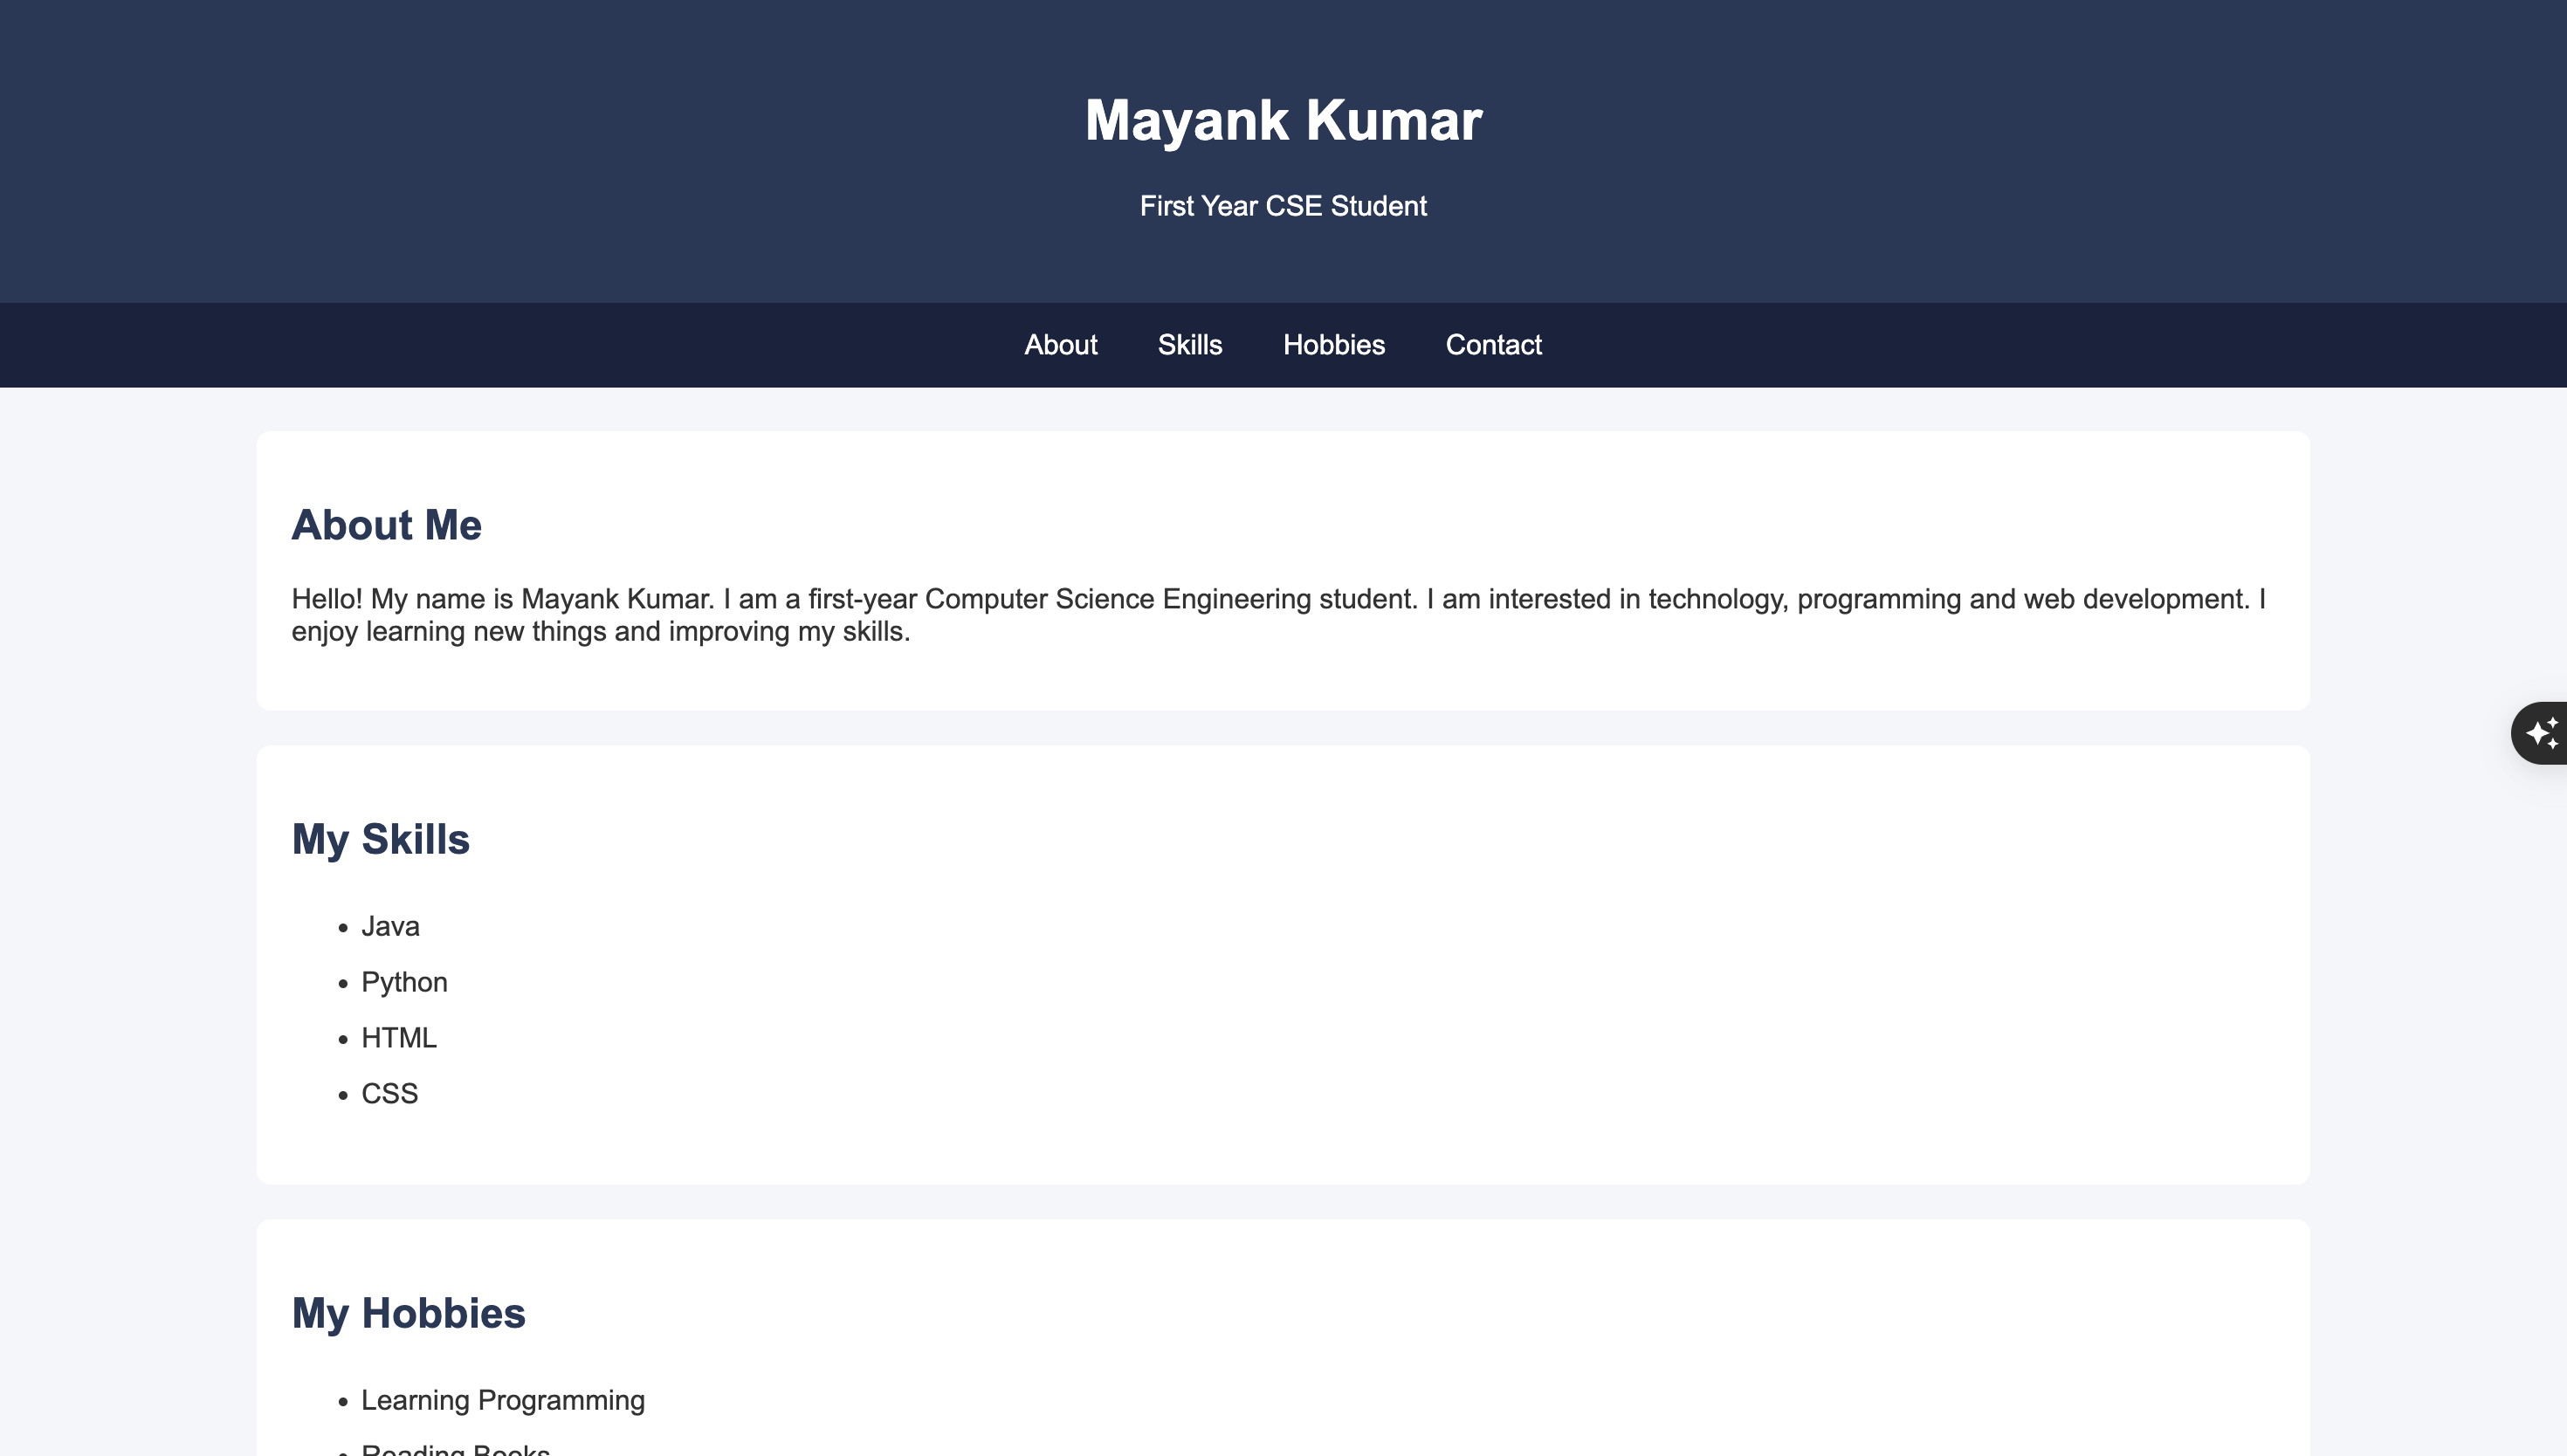 Mayank Kumar
First Year CSE Student
About Skills Hobbies Contact
About Me
Hello! My name is Mayank Kumar. I am a first-year Computer Science Engineering student. I am interested in technology, programming and web development. I
enjoy learning new things and improving my skills.
My Skills
Java
Python
HTML
CSS
My Hobbies
Learning Programming
Reading Books